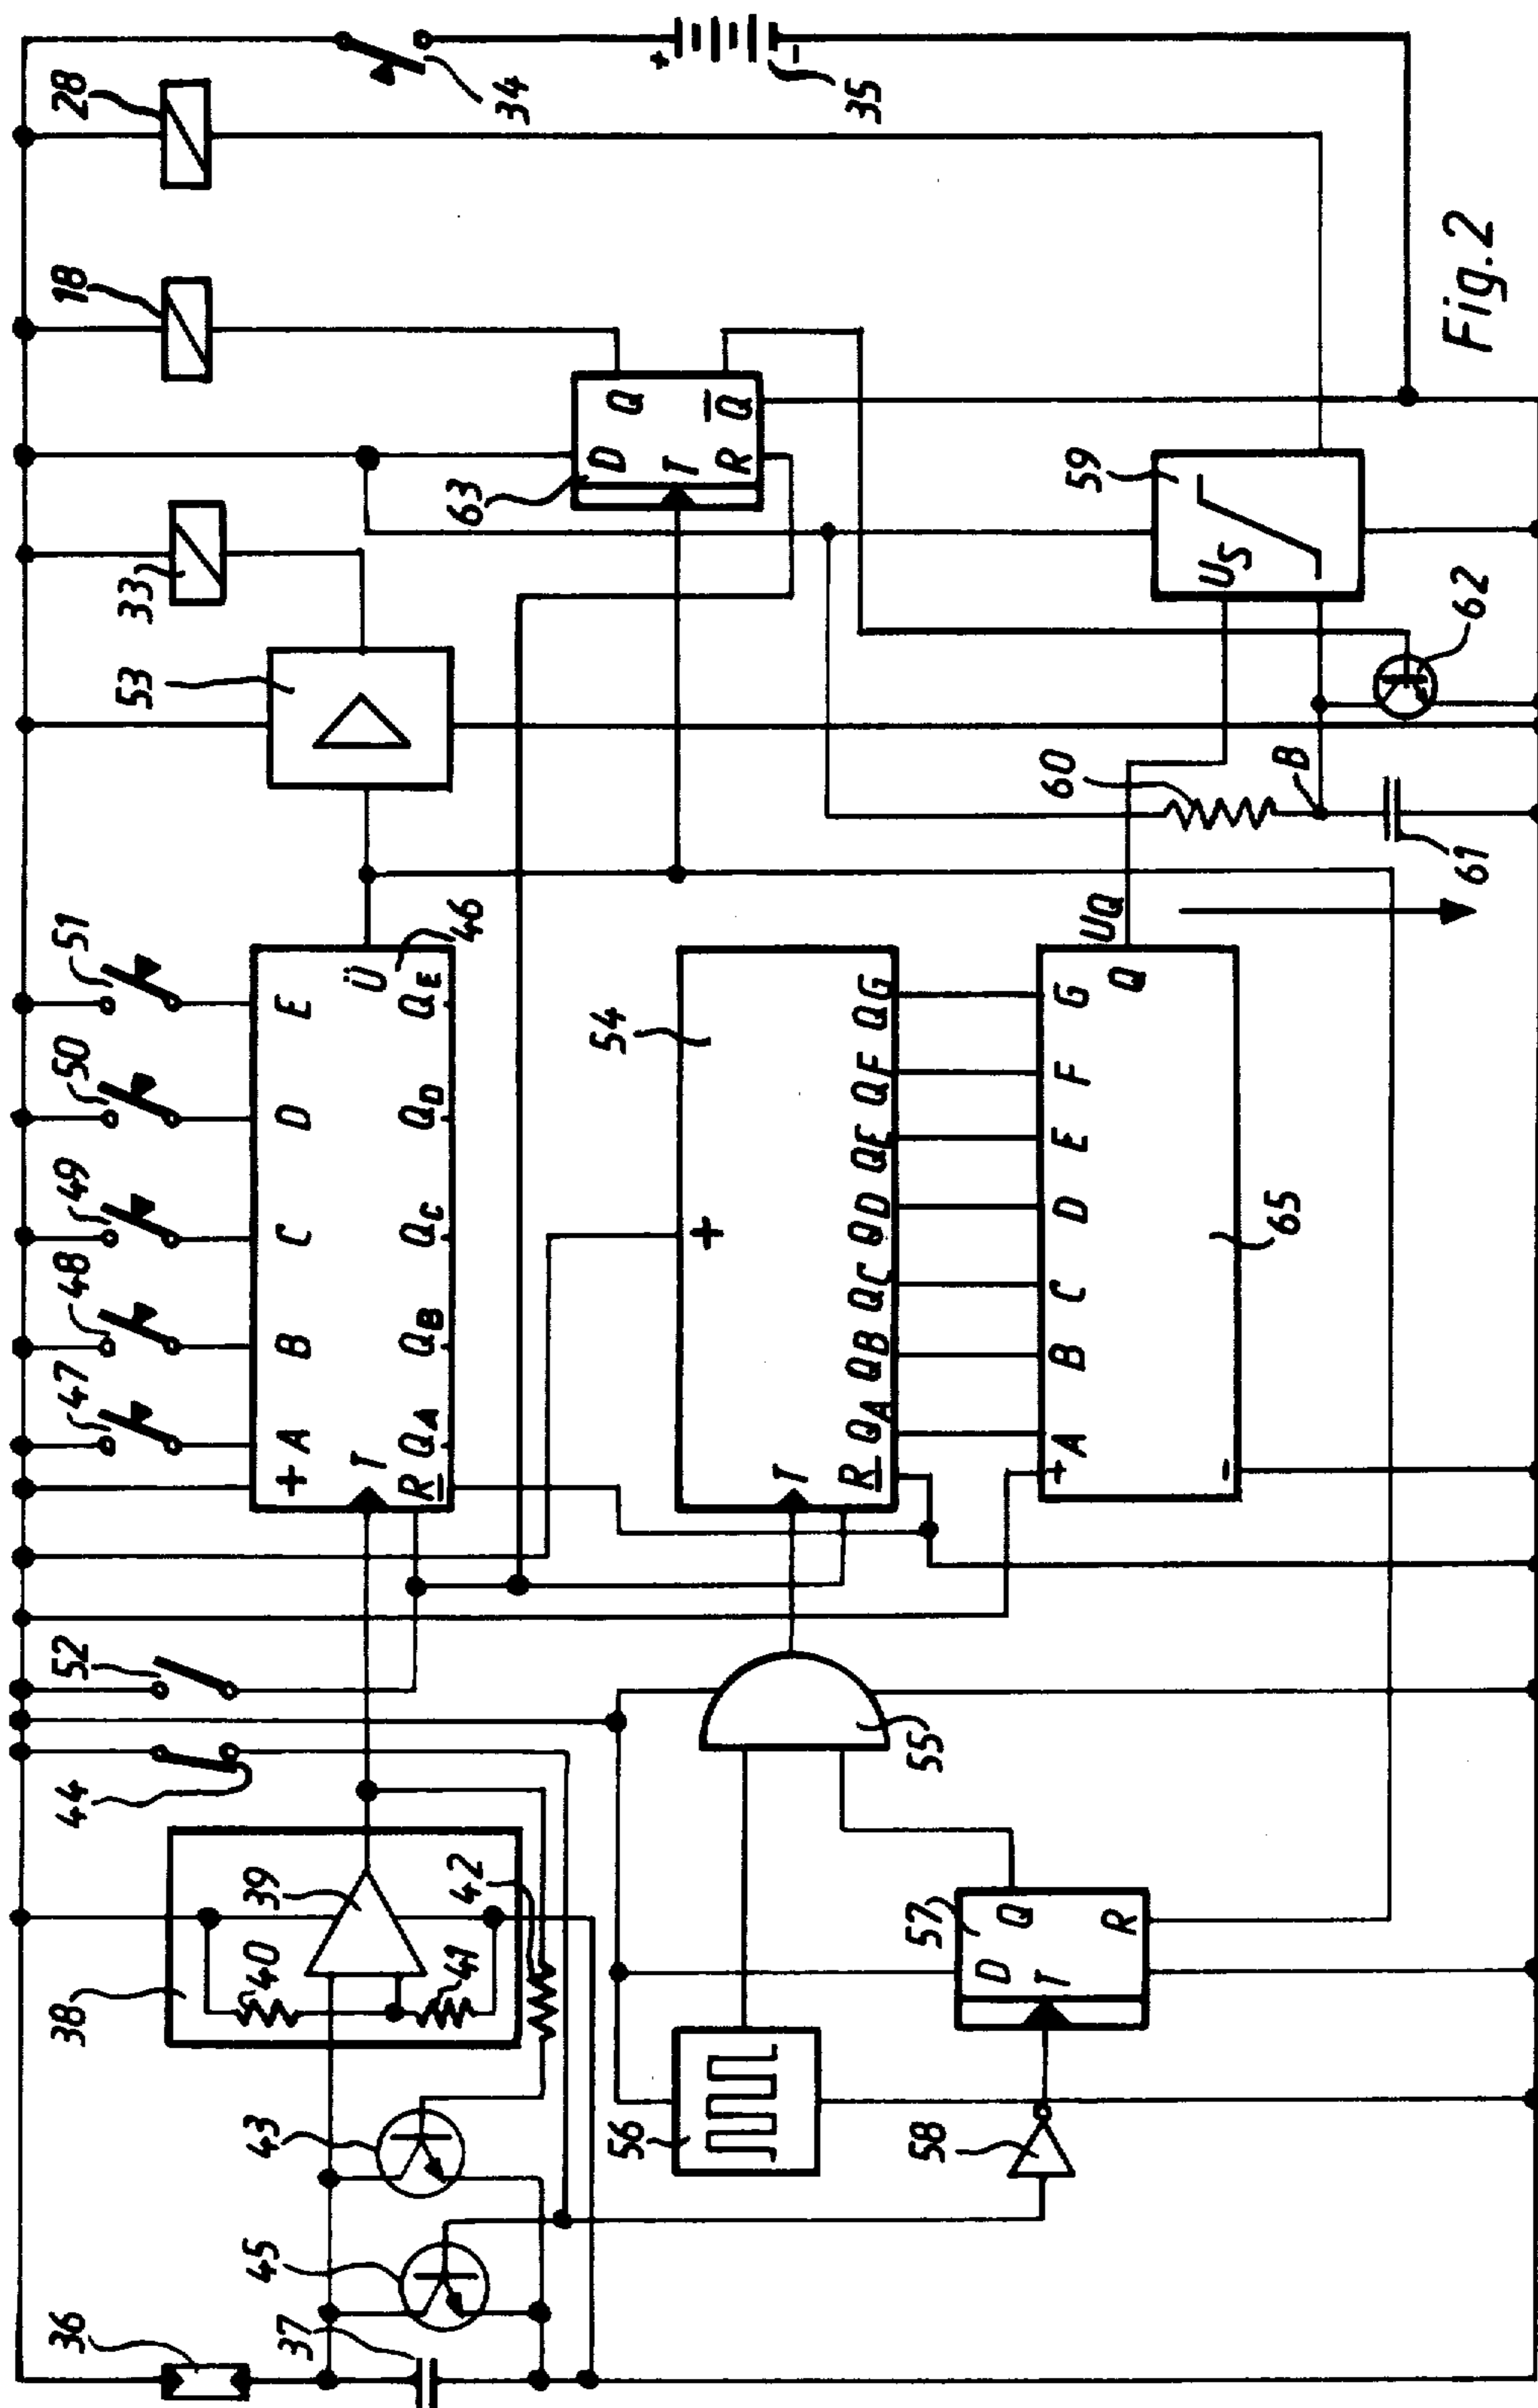 36
37
45
43
38
39
40
41
42
44
52
47
48
49
50
51
+ A B C D E
T
Ü
R QA QB QC QD QE
46
53
33
18
28
34
+
-
35
63
D Q
T
R Q
54
+
T
R QA QB QC QD QE QF QG
+ A B C D E F G
Q
-
UQ
65
56
55
58
57
D Q
T
R
60
B
61
62
59
US
Fig.2